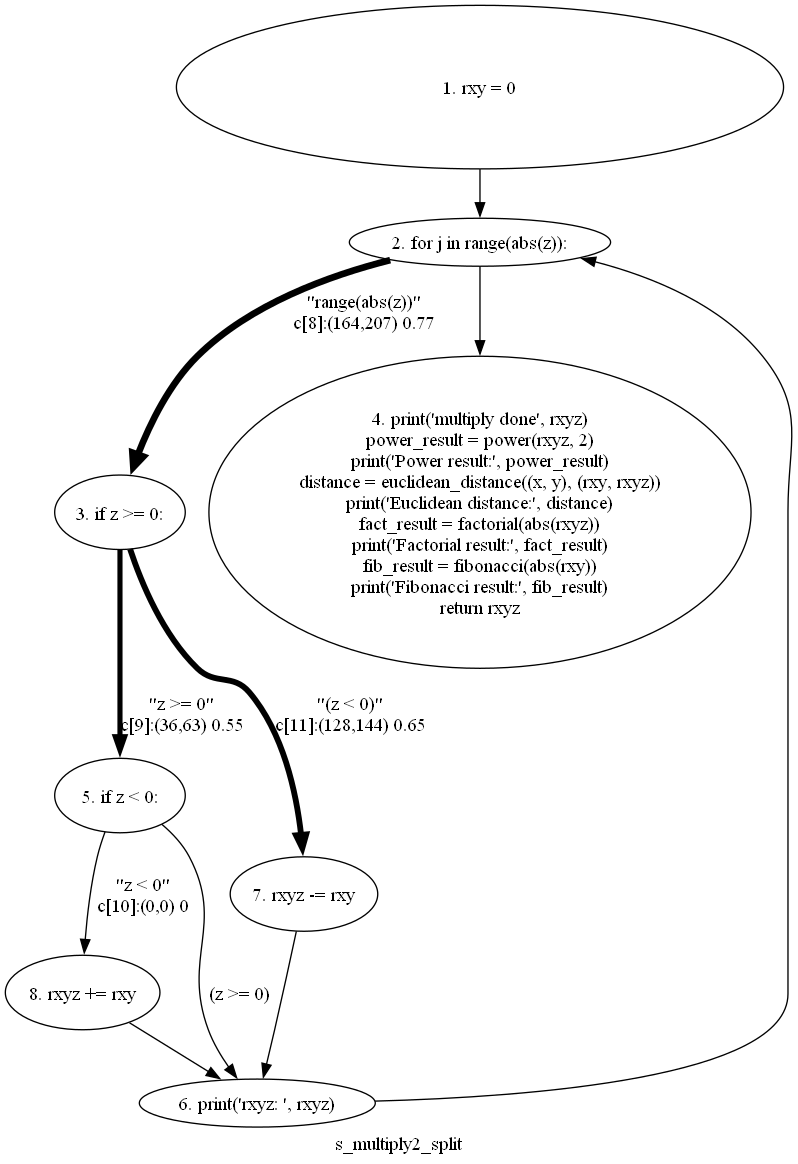 1. rxy = 0
2. for j in range(abs(z)):
"range(abs(z))"
c[8]:(164,207) 0.77
4. print('multiply done', rxyz)
power_result = power(rxyz, 2)
print('Power result:', power_result)
distance = euclidean_distance((x, y), (rxy, rxyz))
print('Euclidean distance:', distance)
fact_result = factorial(abs(rxyz))
print('Factorial result:', fact_result)
fib_result = fibonacci(abs(rxy))
print('Fibonacci result:', fib_result)
return rxyz
3. if z >= 0:
"z >= 0"
c[9]:(36,63) 0.55
"(z < 0)"
c[11]:(128,144) 0.65
5. if z < 0:
"z < 0"
c[10]:(0,0) 0
7. rxyz -= rxy
8. rxyz += rxy
(z >= 0)
6. print('rxyz: ', rxyz)
s_multiply2_split